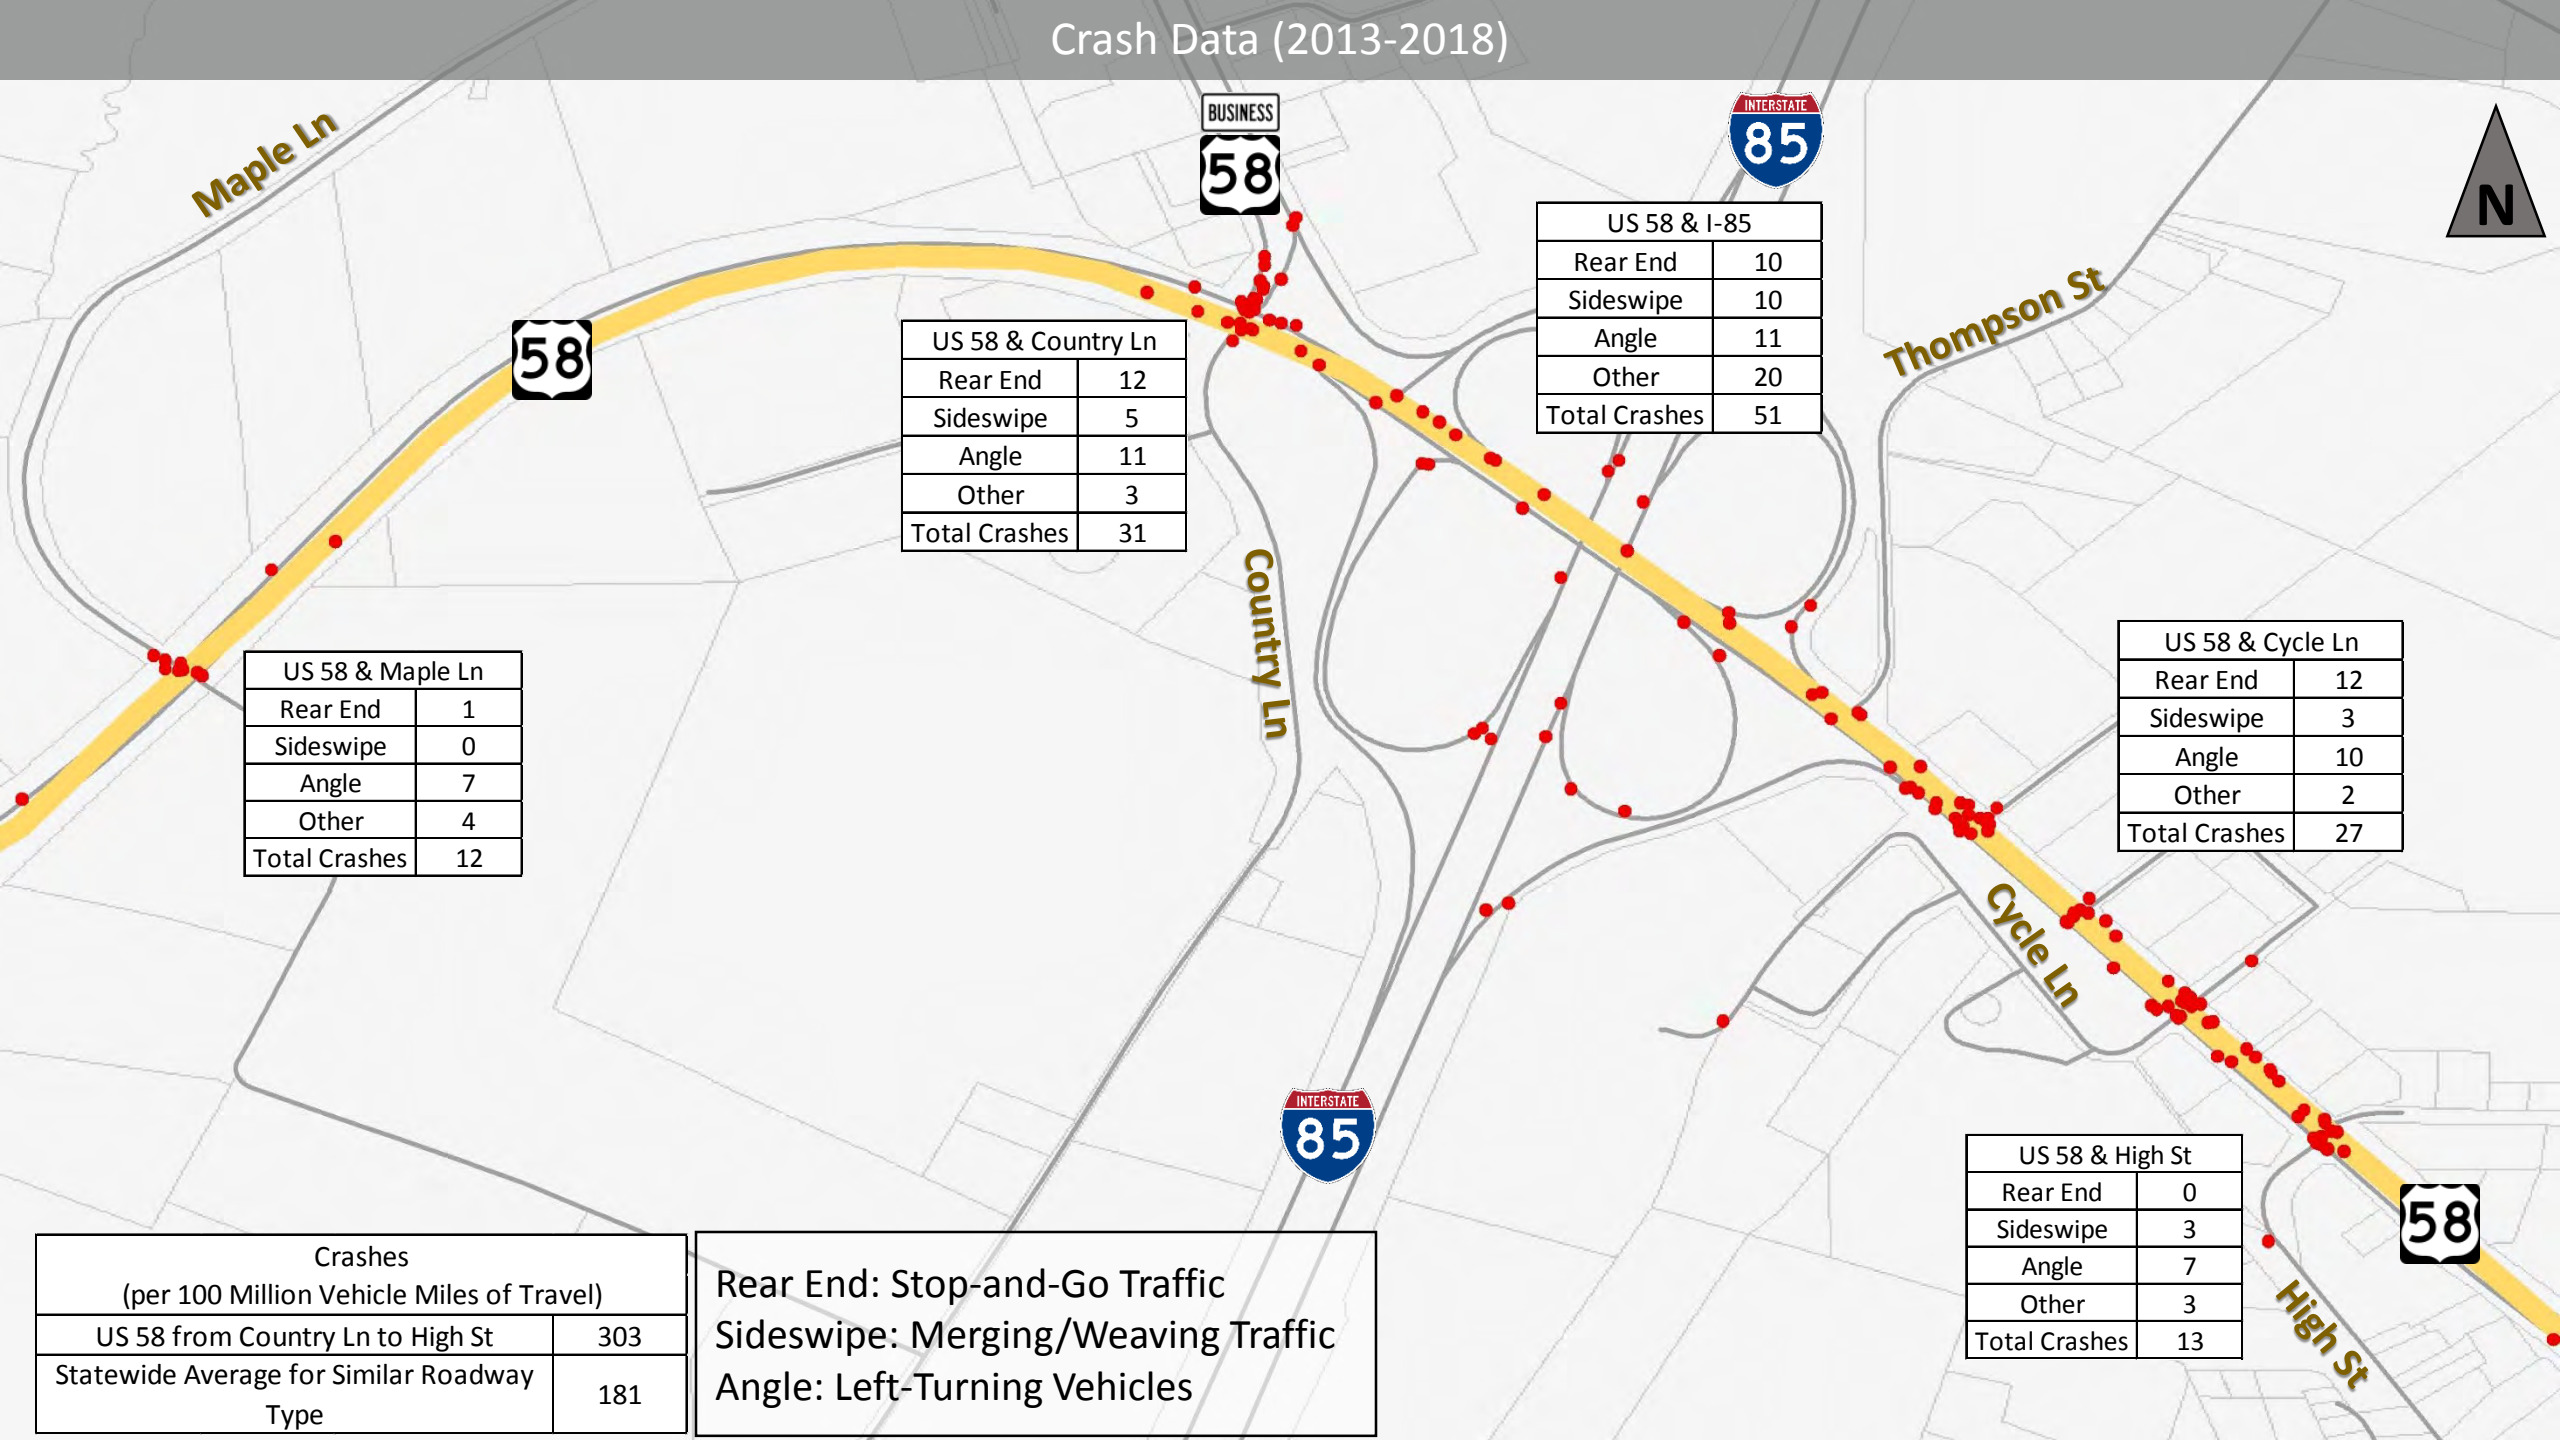 Crash Data (2013-2018)
BUSINESS
58
INTERSTATE
85
N
Maple Ln
58
US 58 & I-85
Rear End 10
Sideswipe 10
Angle 11
Other 20
Total Crashes 51
Thompson St
US 58 & Country Ln
Rear End 12
Sideswipe 5
Angle 11
Other 3
Total Crashes 31
Country Ln
US 58 & Maple Ln
Rear End 1
Sideswipe 0
Angle 7
Other 4
Total Crashes 12
US 58 & Cycle Ln
Rear End 12
Sideswipe 3
Angle 10
Other 2
Total Crashes 27
Cycle Ln
INTERSTATE
85
US 58 & High St
Rear End 0
Sideswipe 3
Angle 7
Other 3
Total Crashes 13
58
High St
Crashes
(per 100 Million Vehicle Miles of Travel)
US 58 from Country Ln to High St 303
Statewide Average for Similar Roadway
Type 181
Rear End: Stop-and-Go Traffic
Sideswipe: Merging/Weaving Traffic
Angle: Left-Turning Vehicles